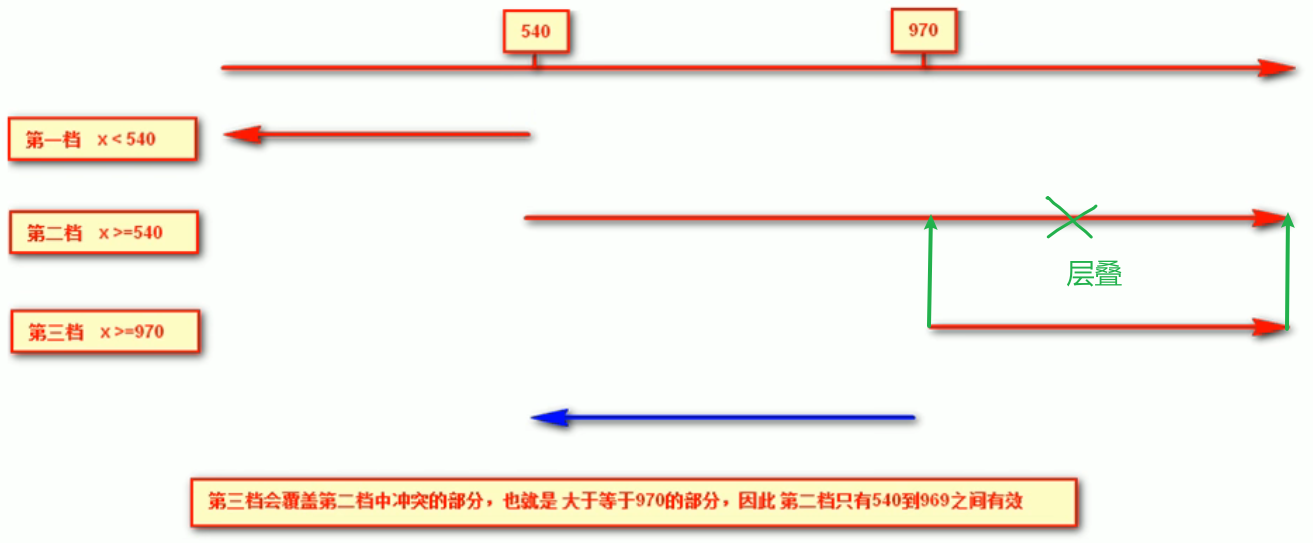 540
970
第一档 x < 540
第二档 x >=540
层叠
第三档 x >=970
第三档会覆盖第二档中冲突的部分，也就是 大于等于970的部分，因此 第二档只有540到969之间有效